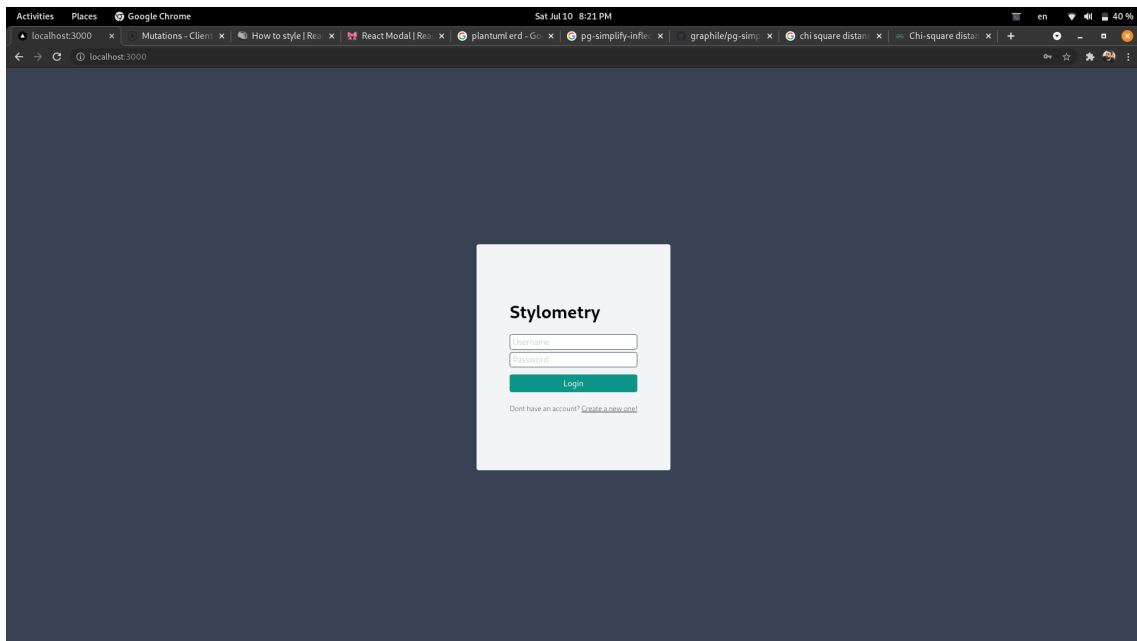 Activities Places Google Chrome Sat Jul 10 8:21 PM en 40 %
localhost:3000 Mutations - Client How to style | Rea React Modal | Rea plantuml erd - Go pg-simplify-inflec graphile/pg-simp chi square distanc Chi-square distan
localhost:3000
Stylometry
Username
Password
Login
Dont have an account? Create a new one!